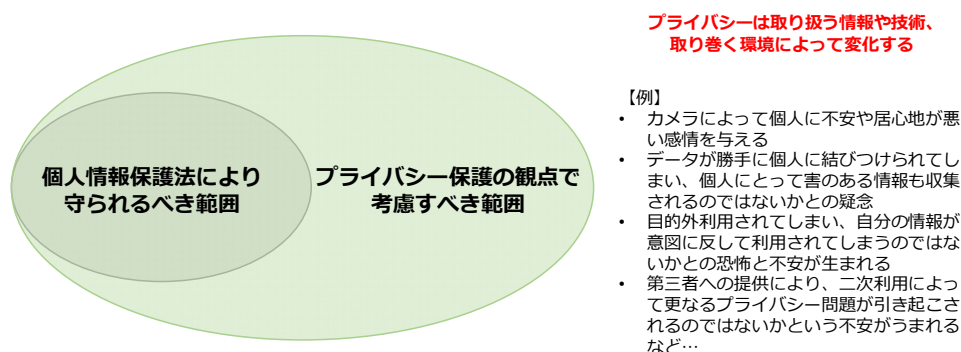 プライバシーは取り扱う情報や技術、
取り巻く環境によって変化する
個人情報保護法により
守られるべき範囲
プライバシー保護の観点で
考慮すべき範囲
【例】
• カメラによって個人に不安や居心地が悪
い感情を与える
• データが勝手に個人に結びつけられてし
まい、個人にとって害のある情報も収集
されるのではないかとの疑念
• 目的外利用されてしまい、自分の情報が
意図に反して利用されてしまうのではな
いかとの恐怖と不安が生まれる
• 第三者への提供により、二次利用によっ
て更なるプライバシー問題が引き起こさ
れるのではないかという不安がうまれる
など…